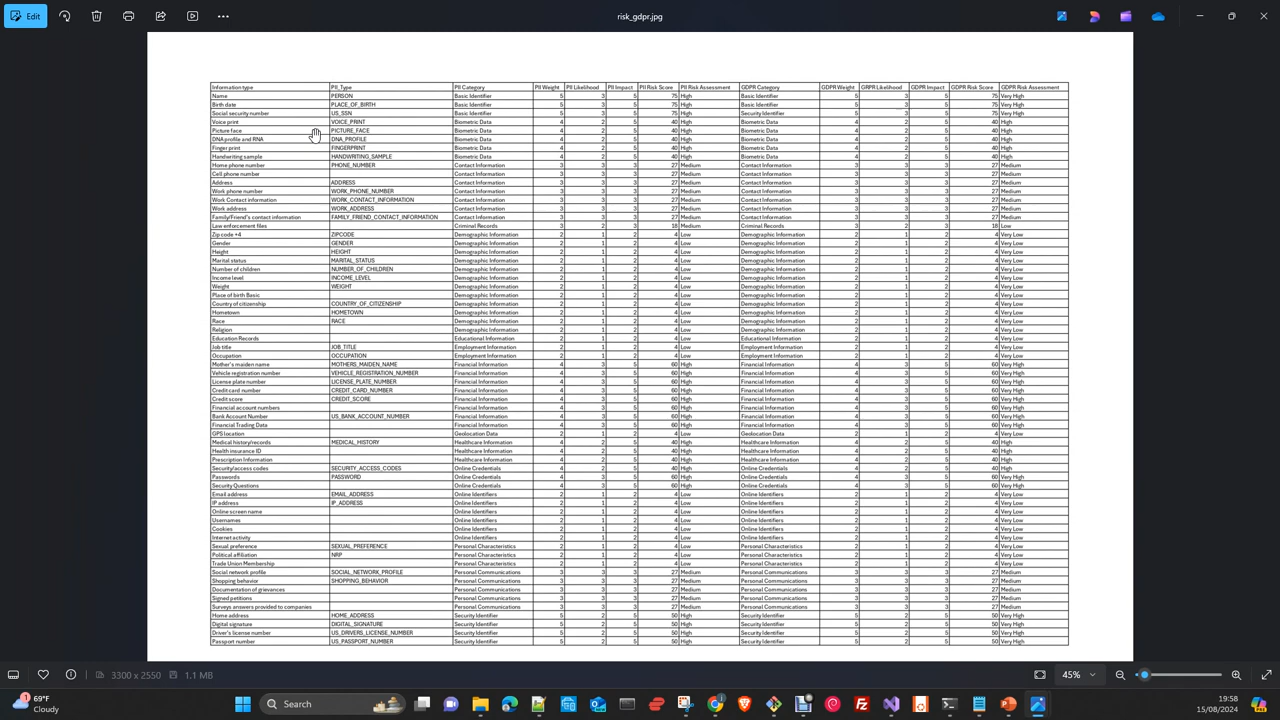 Edit
risk_gdpr.jpg
Information type PII_Type PII Category PII Weight PII Likelihood PII Impact PII Risk Score PII Risk Assessment GDPR Category GDPR Weight GRPR Likelihood GDPR Impact GDPR Risk Score GDPR Risk Assessment
Name PERSON Basic Identifier 5 3 5 75 High Basic Identifier 5 3 5 75 Very High
Birth date PLACE_OF_BIRTH Basic Identifier 5 3 5 75 High Basic Identifier 5 3 5 75 Very High
Social security number US_SSN Basic Identifier 5 3 5 75 High Security Identifier 5 3 5 75 Very High
Voice print VOICE_PRINT Biometric Data 4 2 5 40 High Biometric Data 4 2 5 40 High
Picture face PICTURE_FACE Biometric Data 4 2 5 40 High Biometric Data 4 2 5 40 High
DNA profile and RNA DNA_PROFILE Biometric Data 4 2 5 40 High Biometric Data 4 2 5 40 High
Finger print FINGERPRINT Biometric Data 4 2 5 40 High Biometric Data 4 2 5 40 High
Handwriting sample HANDWRITING_SAMPLE Biometric Data 4 2 5 40 High Biometric Data 4 2 5 40 High
Home phone number PHONE_NUMBER Contact Information 3 3 3 27 Medium Contact Information 3 3 3 27 Medium
Cell phone number Contact Information 3 3 3 27 Medium Contact Information 3 3 3 27 Medium
Address ADDRESS Contact Information 3 3 3 27 Medium Contact Information 3 3 3 27 Medium
Work phone number WORK_PHONE_NUMBER Contact Information 3 3 3 27 Medium Contact Information 3 3 3 27 Medium
Work Contact information WORK_CONTACT_INFORMATION Contact Information 3 3 3 27 Medium Contact Information 3 3 3 27 Medium
Work address WORK_ADDRESS Contact Information 3 3 3 27 Medium Contact Information 3 3 3 27 Medium
Family/Friend's contact information FAMILY_FRIEND_CONTACT_INFORMATION Contact Information 3 3 3 27 Medium Contact Information 3 3 3 27 Medium
Law enforcement files Criminal Records 3 2 3 18 Medium Criminal Records 3 2 3 18 Low
Zip code +4 ZIPCODE Demographic Information 2 1 2 4 Low Demographic Information 2 1 2 4 Very Low
Gender GENDER Demographic Information 2 1 2 4 Low Demographic Information 2 1 2 4 Very Low
Height HEIGHT Demographic Information 2 1 2 4 Low Demographic Information 2 1 2 4 Very Low
Marital status MARITAL_STATUS Demographic Information 2 1 2 4 Low Demographic Information 2 1 2 4 Very Low
Number of children NUMBER_OF_CHILDREN Demographic Information 2 1 2 4 Low Demographic Information 2 1 2 4 Very Low
Income level INCOME_LEVEL Demographic Information 2 1 2 4 Low Demographic Information 2 1 2 4 Very Low
Weight WEIGHT Demographic Information 2 1 2 4 Low Demographic Information 2 1 2 4 Very Low
Place of birth Basic Demographic Information 2 1 2 4 Low Demographic Information 2 1 2 4 Very Low
Country of citizenship COUNTRY_OF_CITIZENSHIP Demographic Information 2 1 2 4 Low Demographic Information 2 1 2 4 Very Low
Hometown HOMETOWN Demographic Information 2 1 2 4 Low Demographic Information 2 1 2 4 Very Low
Race RACE Demographic Information 2 1 2 4 Low Demographic Information 2 1 2 4 Very Low
Religion Demographic Information 2 1 2 4 Low Demographic Information 2 1 2 4 Very Low
Education Records Educational Information 2 1 2 4 Low Educational Information 2 1 2 4 Very Low
Job title JOB_TITLE Employment Information 2 1 2 4 Low Employment Information 2 1 2 4 Very Low
Occupation OCCUPATION Employment Information 2 1 2 4 Low Employment Information 2 1 2 4 Very Low
Mother's maiden name MOTHERS_MAIDEN_NAME Financial Information 4 3 5 60 High Financial Information 4 3 5 60 Very High
Vehicle registration number VEHICLE_REGISTRATION_NUMBER Financial Information 4 3 5 60 High Financial Information 4 3 5 60 Very High
License plate number LICENSE_PLATE_NUMBER Financial Information 4 3 5 60 High Financial Information 4 3 5 60 Very High
Credit card number CREDIT_CARD_NUMBER Financial Information 4 3 5 60 High Financial Information 4 3 5 60 Very High
Credit score CREDIT_SCORE Financial Information 4 3 5 60 High Financial Information 4 3 5 60 Very High
Financial account numbers Financial Information 4 3 5 60 High Financial Information 4 3 5 60 Very High
Bank Account Number US_BANK_ACCOUNT_NUMBER Financial Information 4 3 5 60 High Financial Information 4 3 5 60 Very High
Financial Trading Data Financial Information 4 3 5 60 High Financial Information 4 3 5 60 Very High
GPS location Geolocation Data 2 1 2 4 Low Geolocation Data 2 1 2 4 Very Low
Medical history/records MEDICAL_HISTORY Healthcare Information 4 2 5 40 High Healthcare Information 4 2 5 40 High
Health insurance ID Healthcare Information 4 2 5 40 High Healthcare Information 4 2 5 40 High
Prescription Information Healthcare Information 4 2 5 40 High Healthcare Information 4 2 5 40 High
Security/access codes SECURITY_ACCESS_CODES Online Credentials 4 2 5 40 High Online Credentials 4 2 5 40 High
Passwords PASSWORD Online Credentials 4 3 5 60 High Online Credentials 4 3 5 60 Very High
Security Questions Online Credentials 4 3 5 60 High Online Credentials 4 3 5 60 Very High
Email address EMAIL_ADDRESS Online Identifiers 2 1 2 4 Low Online Identifiers 2 1 2 4 Very Low
IP address IP_ADDRESS Online Identifiers 2 1 2 4 Low Online Identifiers 2 1 2 4 Very Low
Online screen name Online Identifiers 2 1 2 4 Low Online Identifiers 2 1 2 4 Very Low
Usernames Online Identifiers 2 1 2 4 Low Online Identifiers 2 1 2 4 Very Low
Cookies Online Identifiers 2 1 2 4 Low Online Identifiers 2 1 2 4 Very Low
Internet activity Online Identifiers 2 1 2 4 Low Online Identifiers 2 1 2 4 Very Low
Sexual preference SEXUAL_PREFERENCE Personal Characteristics 2 1 2 4 Low Personal Characteristics 2 1 2 4 Very Low
Political affiliation NRP Personal Characteristics 2 1 2 4 Low Personal Characteristics 2 1 2 4 Very Low
Trade Union Membership Personal Characteristics 2 1 2 4 Low Personal Characteristics 2 1 2 4 Very Low
Social network profile SOCIAL_NETWORK_PROFILE Personal Communications 3 3 3 27 Medium Personal Communications 3 3 3 27 Medium
Shopping behavior SHOPPING_BEHAVIOR Personal Communications 3 3 3 27 Medium Personal Communications 3 3 3 27 Medium
Documentation of grievances Personal Communications 3 3 3 27 Medium Personal Communications 3 3 3 27 Medium
Signed petitions Personal Communications 3 3 3 27 Medium Personal Communications 3 3 3 27 Medium
Surveys answered provided to companies Personal Communications 3 3 3 27 Medium Personal Communications 3 3 3 27 Medium
Home address HOME_ADDRESS Security Identifier 5 2 5 50 High Security Identifier 5 2 5 50 Very High
Digital signature DIGITAL_SIGNATURE Security Identifier 5 2 5 50 High Security Identifier 5 2 5 50 Very High
Driver's license number US_DRIVERS_LICENSE_NUMBER Security Identifier 5 2 5 50 High Security Identifier 5 2 5 50 Very High
Passport number US_PASSPORT_NUMBER Security Identifier 5 2 5 50 High Security Identifier 5 2 5 50 Very High
3300 x 2550 1.1 MB 45%
69°F
Cloudy
Search
19:58
15/08/2024